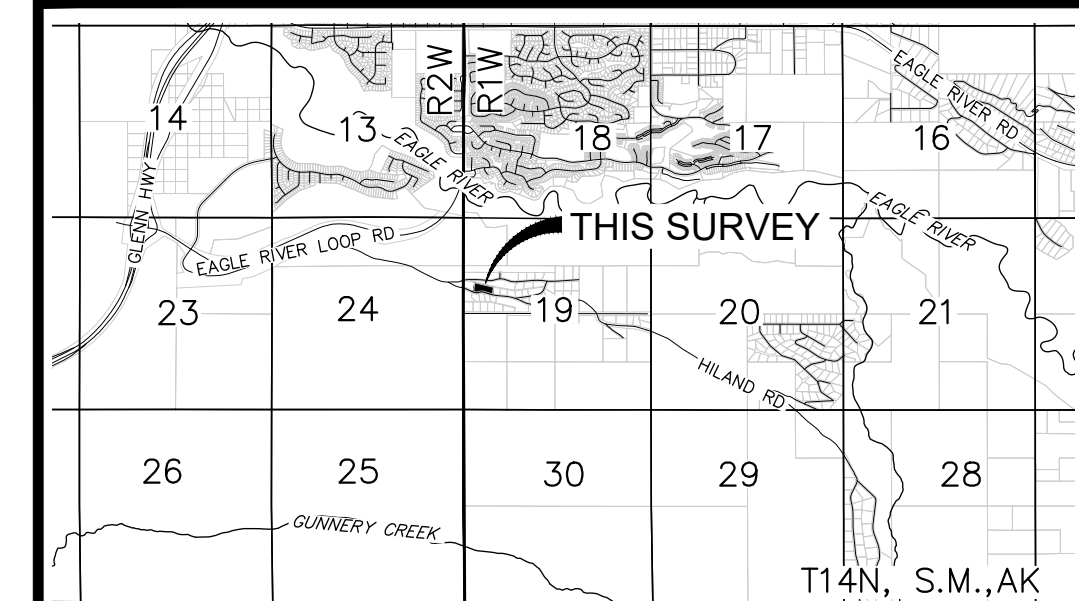 R2W
R1W
EAGLE RIVER RD
14
13
18
17
16
EAGLE RIVER
GLENN HWY
EAGLE RIVER
THIS SURVEY
EAGLE RIVER LOOP RD
23
24
19
20
21
HILAND RD
26
25
30
29
28
GUNNERY CREEK
T14N, S.M.,AK